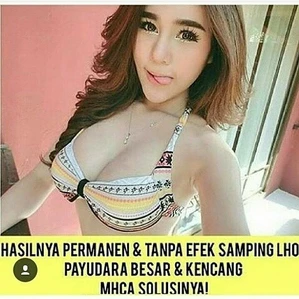 HASILNYA PERMANEN & TANPA EFEK SAMPING LHO
PAYUDARA BESAR & KENCANG
MHCA SOLUSINYA!